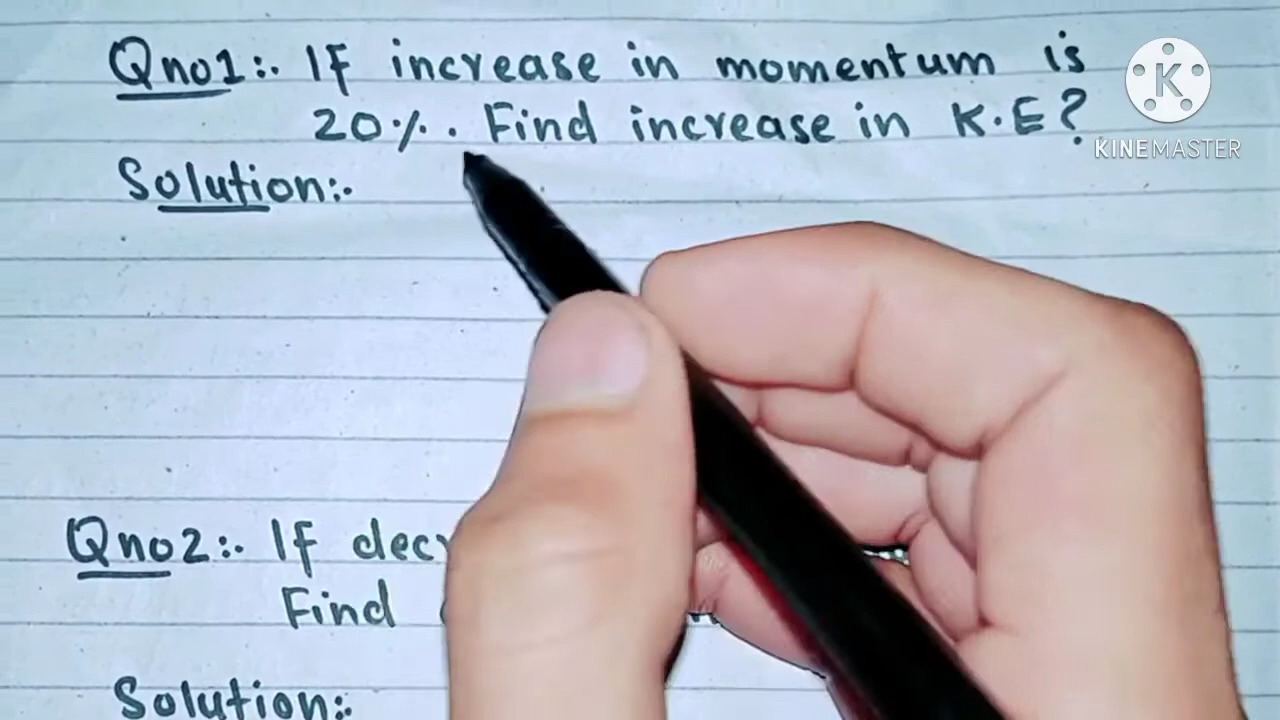 Qno1:. If increase in momentum is
20%. Find increase in K.E?
Solution:.
Qno2:. If
Find
Solution:.
K
KINEMASTER